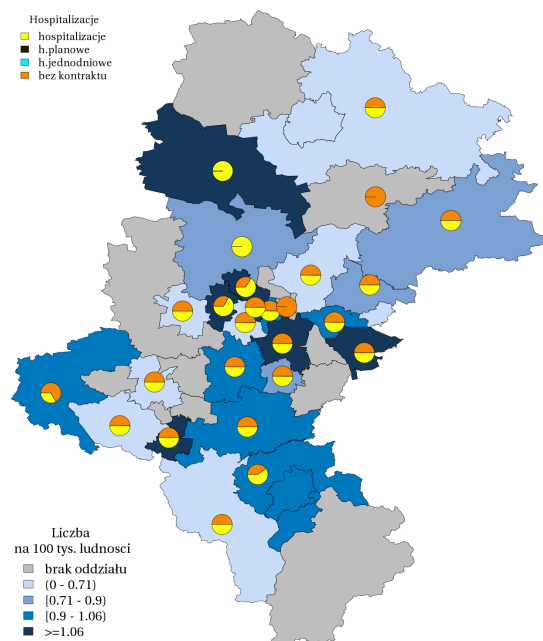 Hospitalizacje
hospitalizacje
h.planowe
h.jednodniowe
bez kontraktu
Liczba
na 100 tys. ludnosci
brak oddziału
(0 - 0.71)
[0.71 - 0.9)
[0.9 - 1.06)
>=1.06